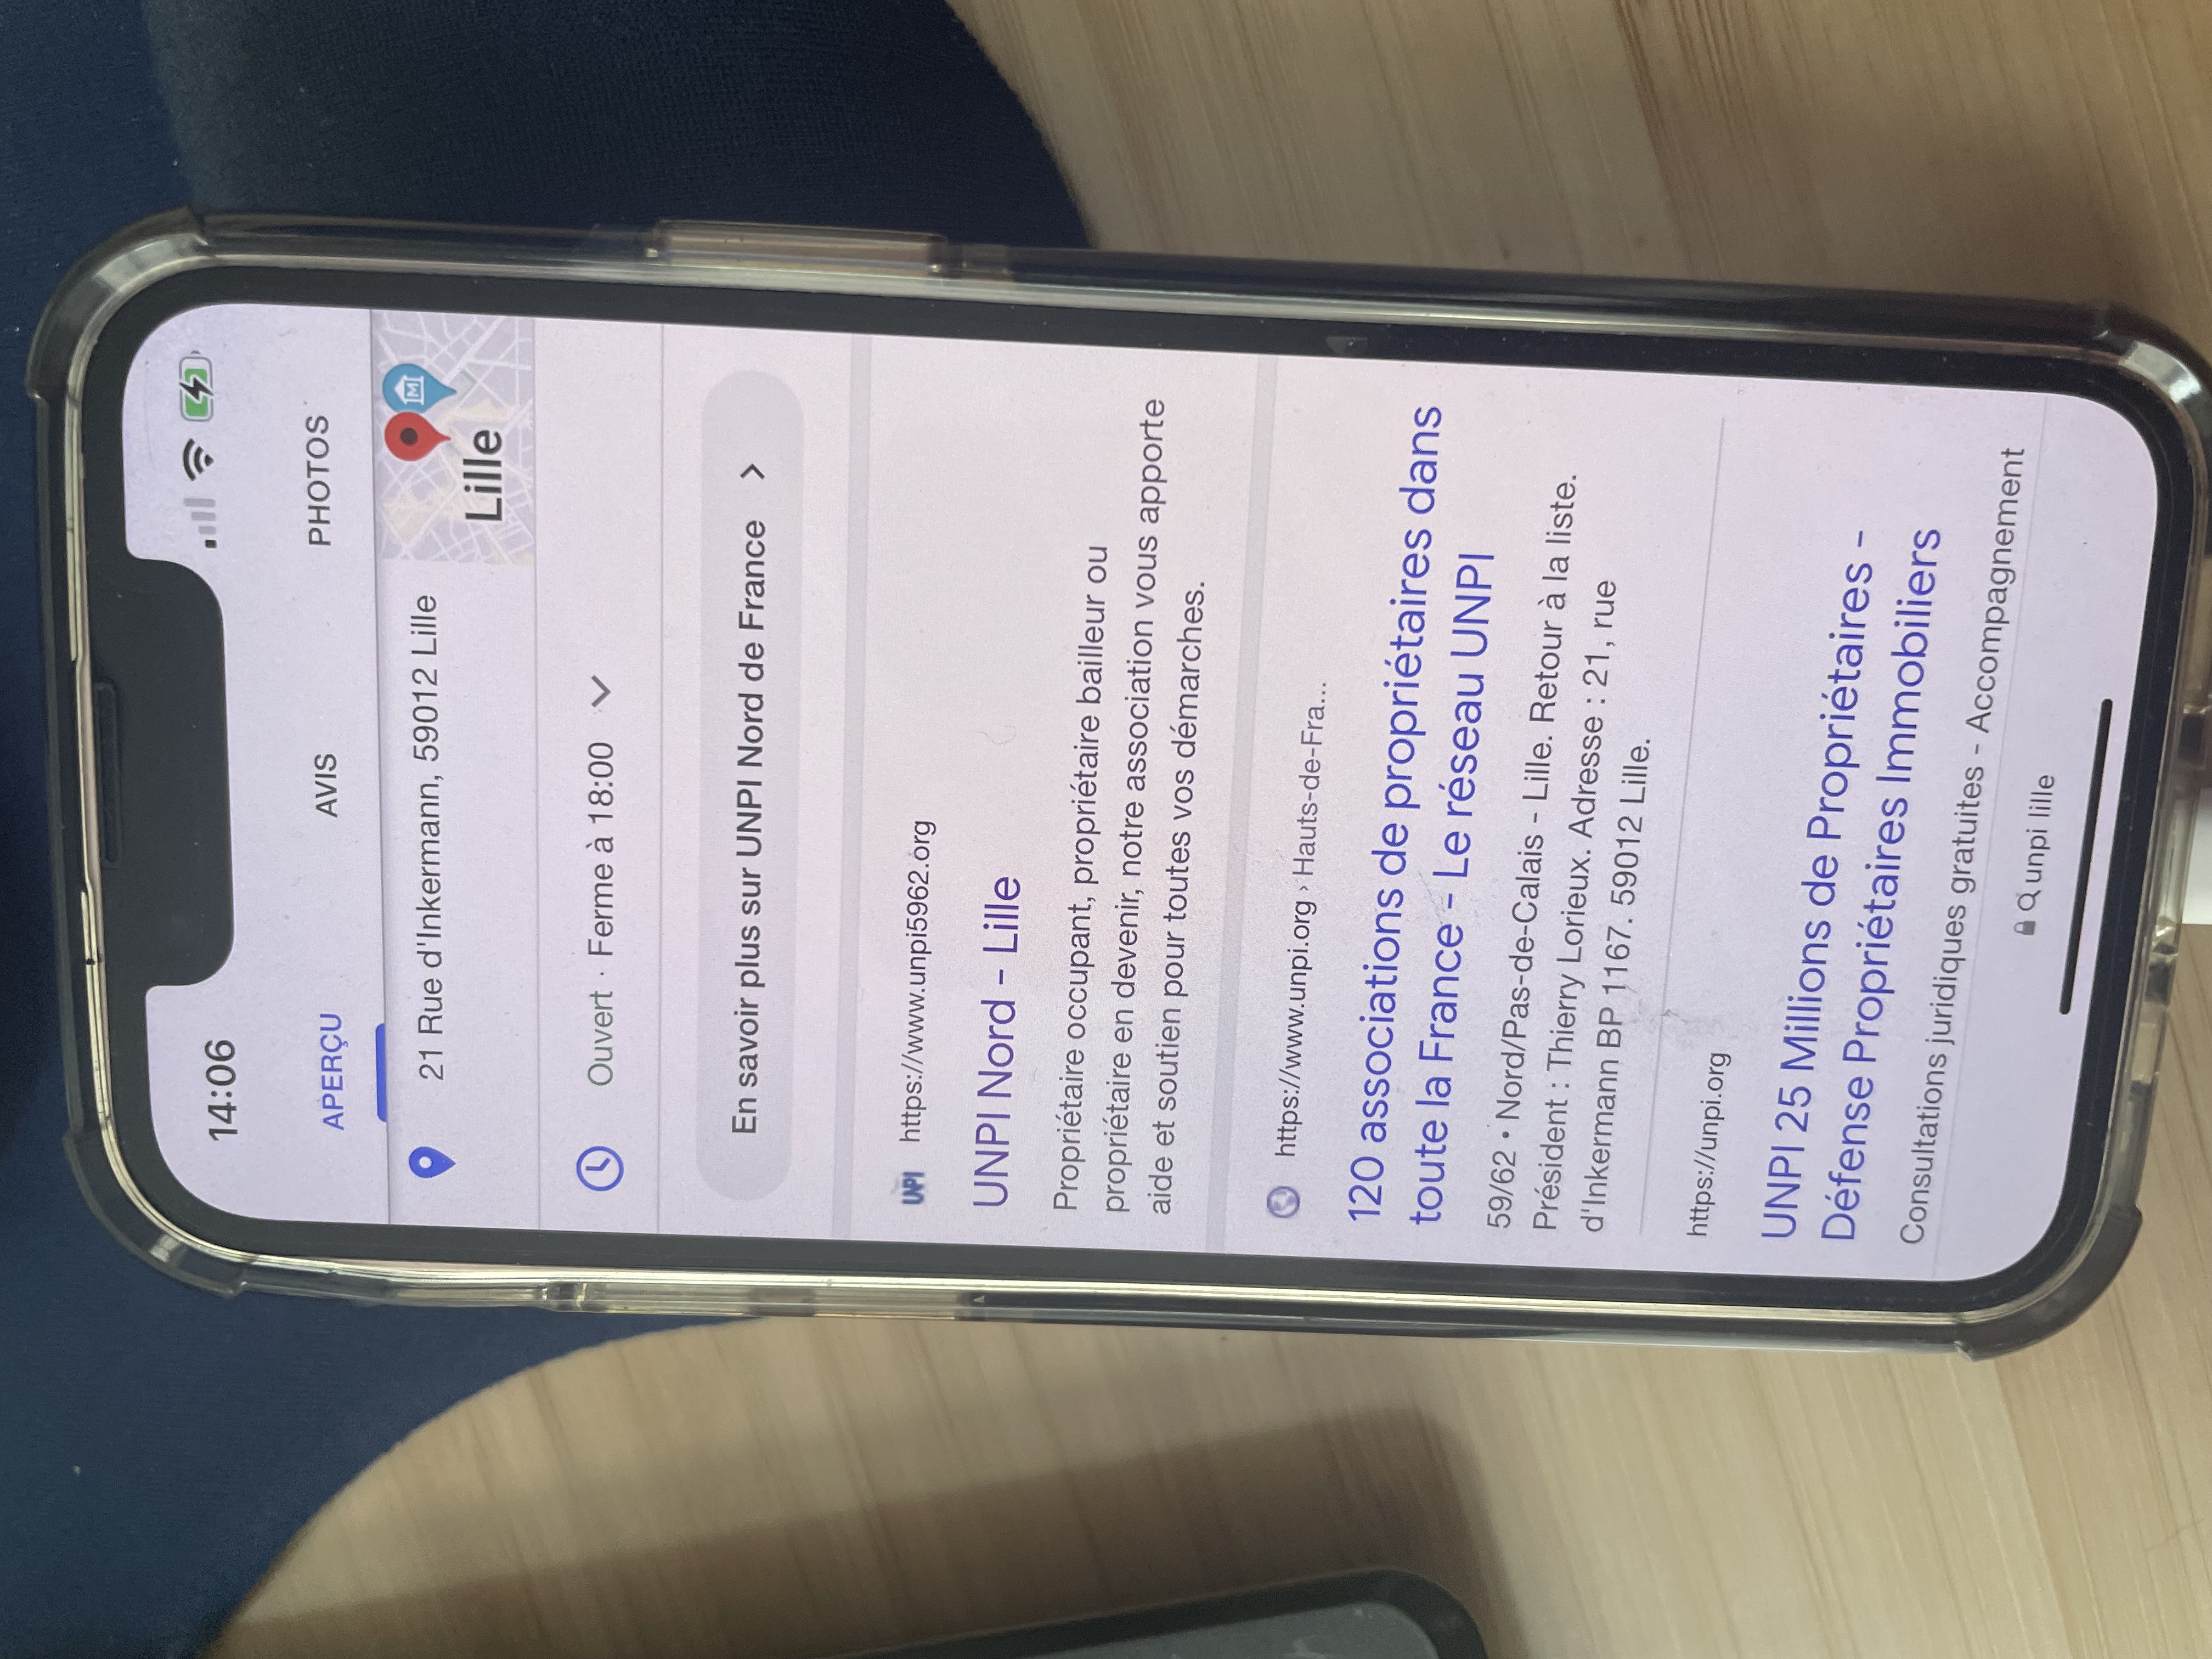 14:06
APERÇU
AVIS
PHOTOS
21 Rue d'Inkermann, 59012 Lille
M
Lille
Ouvert · Ferme à 18:00
En savoir plus sur UNPI Nord de France
UNPI
https://www.unpi5962.org
UNPI Nord - Lille
Propriétaire occupant, propriétaire bailleur ou
propriétaire en devenir, notre association vous apporte
aide et soutien pour toutes vos démarches.
https://www.unpi.org › Hauts-de-Fra...
120 associations de propriétaires dans
toute la France - Le réseau UNPI
59/62 • Nord/Pas-de-Calais - Lille. Retour à la liste.
Président : Thierry Lorieux. Adresse : 21, rue
d'Inkermann BP 1167. 59012 Lille.
https://unpi.org
UNPI 25 Millions de Propriétaires -
Défense Propriétaires Immobiliers
Consultations juridiques gratuites - Accompagnement
unpi lille